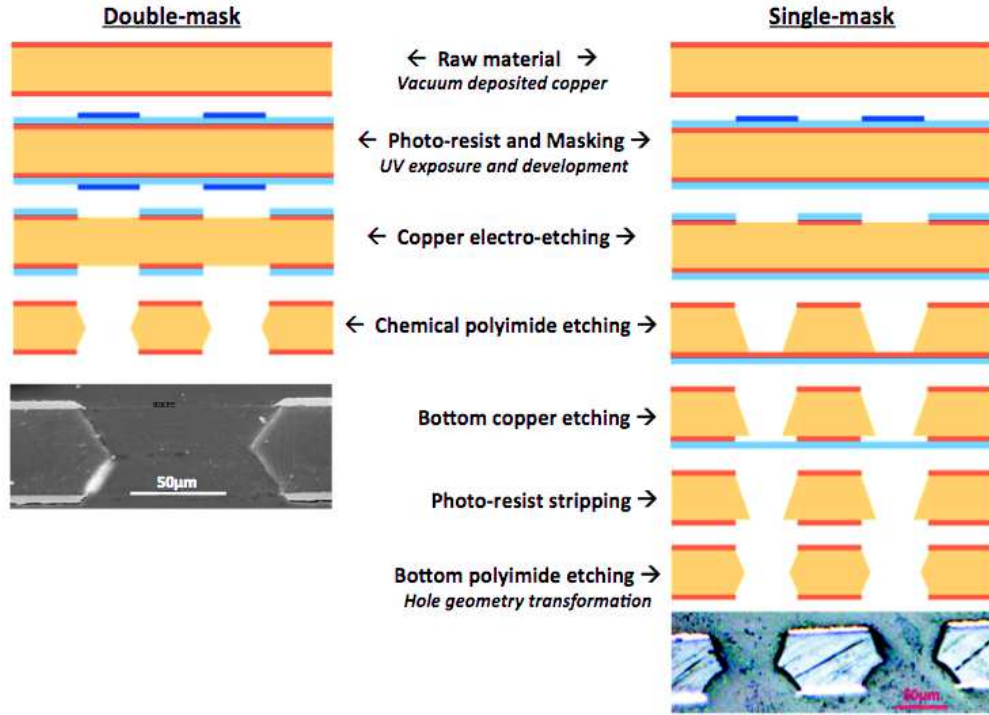 Double-mask
Single-mask
← Raw material →
Vacuum deposited copper
← Photo-resist and Masking →
UV exposure and development
← Copper electro-etching →
← Chemical polyimide etching →
Bottom copper etching →
50µm
Photo-resist stripping →
Bottom polyimide etching →
Hole geometry transformation